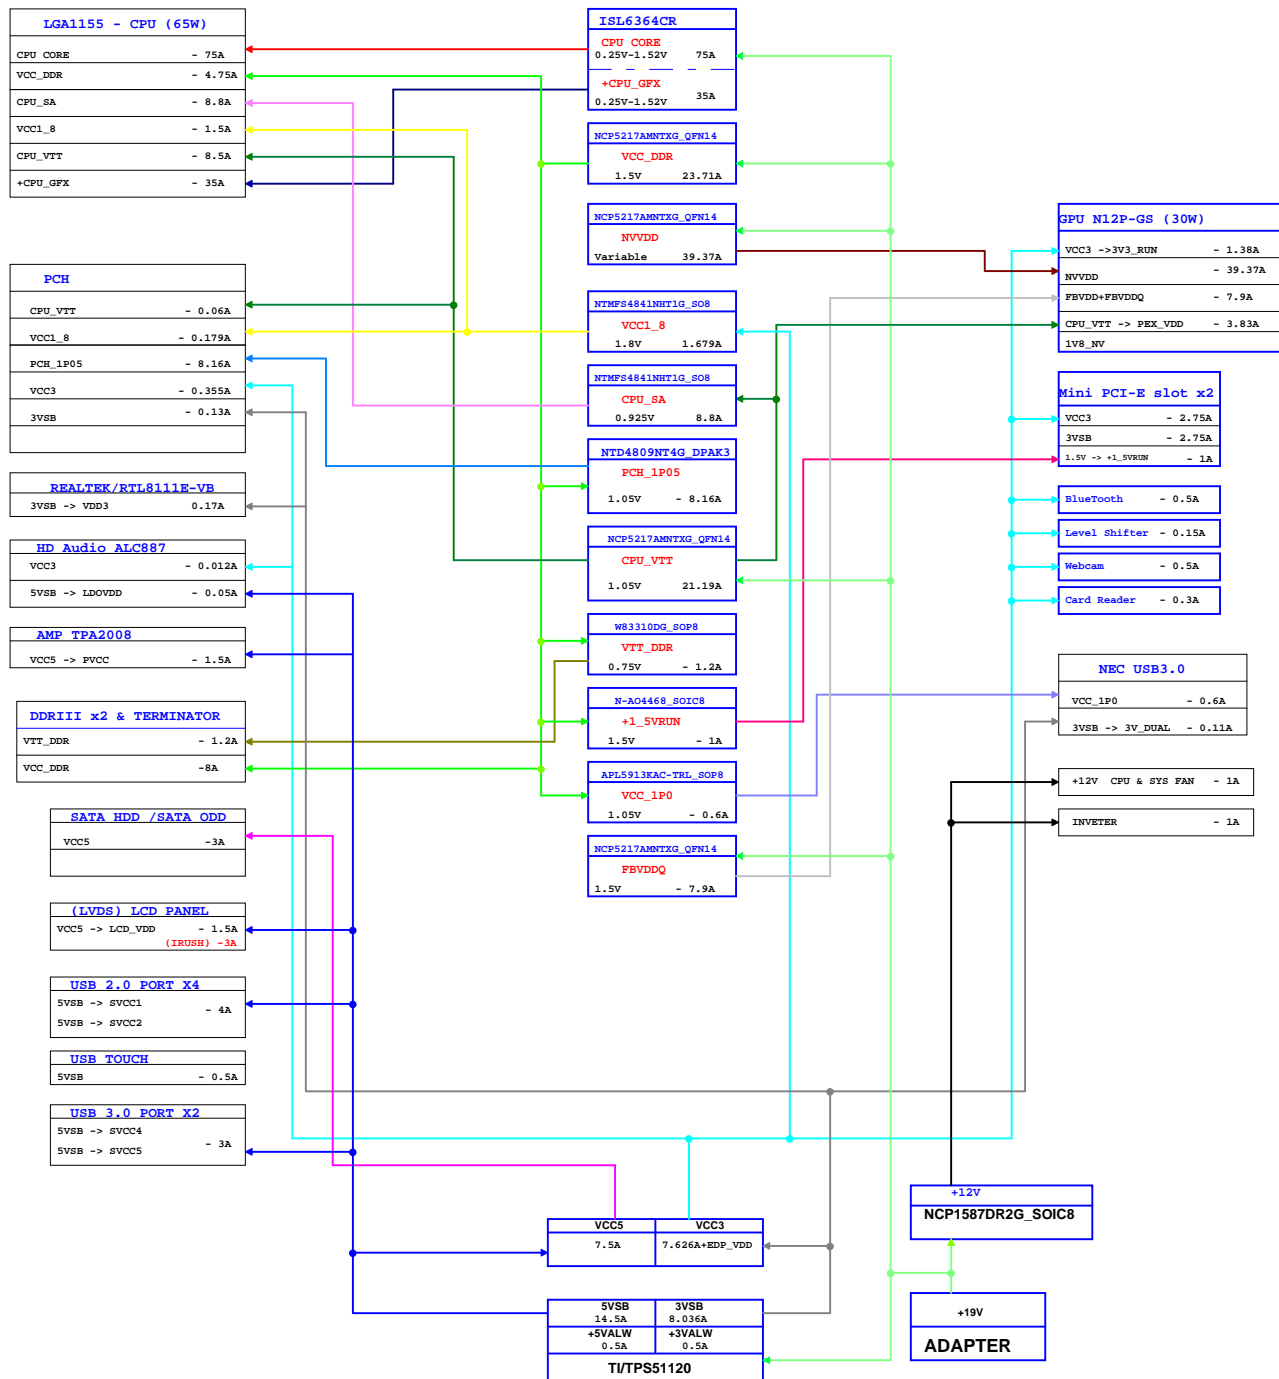 LGA1155 - CPU (65W)
CPU CORE - 75A
VCC_DDR - 4.75A
CPU_SA - 8.8A
VCC1_8 - 1.5A
CPU_VTT - 8.5A
+CPU_GFX - 35A
PCH
CPU_VTT - 0.06A
VCC1_8 - 0.179A
PCH_1P05 - 8.16A
VCC3 - 0.355A
3VSB - 0.13A
REALTEK/RTL8111E-VB
3VSB -> VDD3 0.17A
HD Audio ALC887
VCC3 - 0.012A
5VSB -> LDOVDD - 0.05A
AMP TPA2008
VCC5 -> PVCC - 1.5A
DDRIII x2 & TERMINATOR
VTT_DDR - 1.2A
VCC_DDR -8A
SATA HDD /SATA ODD
VCC5 -3A
(LVDS) LCD PANEL
VCC5 -> LCD_VDD - 1.5A
(IRUSH) -3A
USB 2.0 PORT X4
5VSB -> SVCC1
- 4A
5VSB -> SVCC2
USB TOUCH
5VSB - 0.5A
USB 3.0 PORT X2
5VSB -> SVCC4
- 3A
5VSB -> SVCC5
ISL6364CR
CPU CORE
0.25V-1.52V 75A
+CPU_GFX
35A
0.25V-1.52V
NCP5217AMNTXG_QFN14
VCC_DDR
1.5V 23.71A
NCP5217AMNTXG_QFN14
NVVDD
Variable 39.37A
NTMFS4841NHT1G_SO8
VCC1_8
1.8V 1.679A
NTMFS4841NHT1G_SO8
CPU_SA
0.925V 8.8A
NTD4809NT4G_DPAK3
PCH_1P05
1.05V - 8.16A
NCP5217AMNTXG_QFN14
CPU_VTT
1.05V 21.19A
W83310DG_SOP8
VTT_DDR
0.75V - 1.2A
N-AO4468_SOIC8
+1_5VRUN
1.5V - 1A
APL5913KAC-TRL_SOP8
VCC_1P0
1.05V - 0.6A
NCP5217AMNTXG_QFN14
FBVDDQ
1.5V - 7.9A
VCC5 VCC3
7.5A 7.626A+EDP_VDD
5VSB 3VSB
14.5A 8.036A
+5VALW +3VALW
0.5A 0.5A
TI/TPS51120
GPU N12P-GS (30W)
VCC3 ->3V3_RUN - 1.38A
NVVDD - 39.37A
FBVDD+FBVDDQ - 7.9A
CPU_VTT -> PEX_VDD - 3.83A
1V8_NV
Mini PCI-E slot x2
VCC3 - 2.75A
3VSB - 2.75A
1.5V -> +1_5VRUN - 1A
BlueTooth - 0.5A
Level Shifter - 0.15A
Webcam - 0.5A
Card Reader - 0.3A
NEC USB3.0
VCC_1P0 - 0.6A
3VSB -> 3V_DUAL - 0.11A
+12V CPU & SYS FAN - 1A
INVETER - 1A
+12V
NCP1587DR2G_SOIC8
+19V
ADAPTER